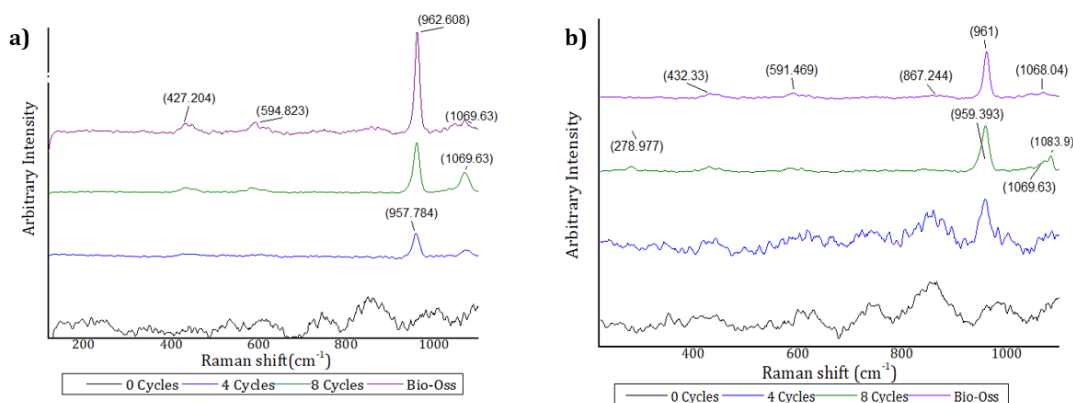 a)
(962.608)
(427.204)
(594.823)
(1069.63)
(1069.63)
(957.784)
Arbitrary Intensity
200 400 600 800 1000
Raman shift(cm⁻¹)
0 Cycles 4 Cycles 8 Cycles Bio-Oss
b)
(961)
(432.33)
(591.469)
(867.244)
(1068.04)
(959.393)
(278.977)
(1083.9)
(1069.63)
Arbitrary Intensity
400 600 800 1000
Raman shift (cm⁻¹)
0 Cycles 4 Cycles 8 Cycles Bio-Oss